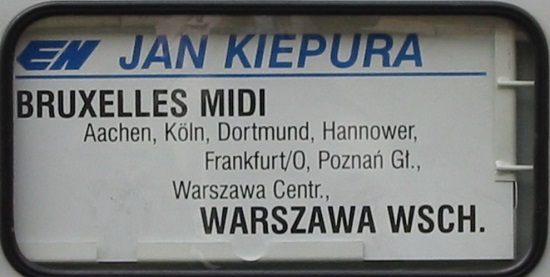 EN JAN KIEPURA
BRUXELLES MIDI
Aachen, Köln, Dortmund, Hannower,
Frankfurt/O, Poznań Gł.,
Warszawa Centr.,
WARSZAWA WSCH.